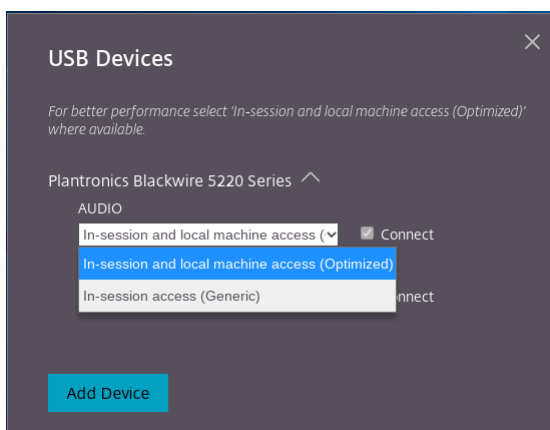 USB Devices
For better performance select 'In-session and local machine access (Optimized)'
where available.
Plantronics Blackwire 5220 Series
AUDIO
In-session and local machine access (
Connect
In-session and local machine access (Optimized)
In-session access (Generic)
nnect
Add Device